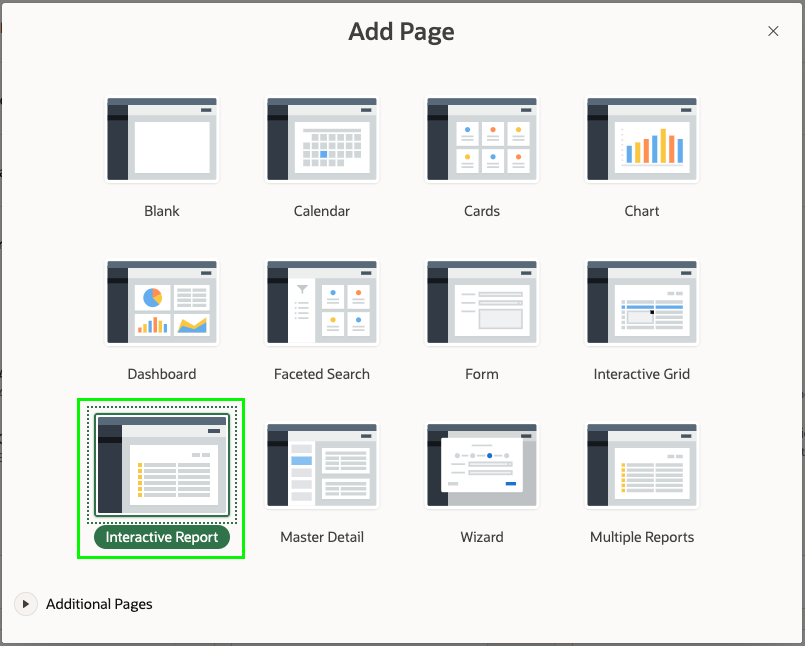 Add Page
Blank
Calendar
Cards
Chart
Dashboard
Faceted Search
Form
Interactive Grid
Interactive Report
Master Detail
Wizard
Multiple Reports
Additional Pages